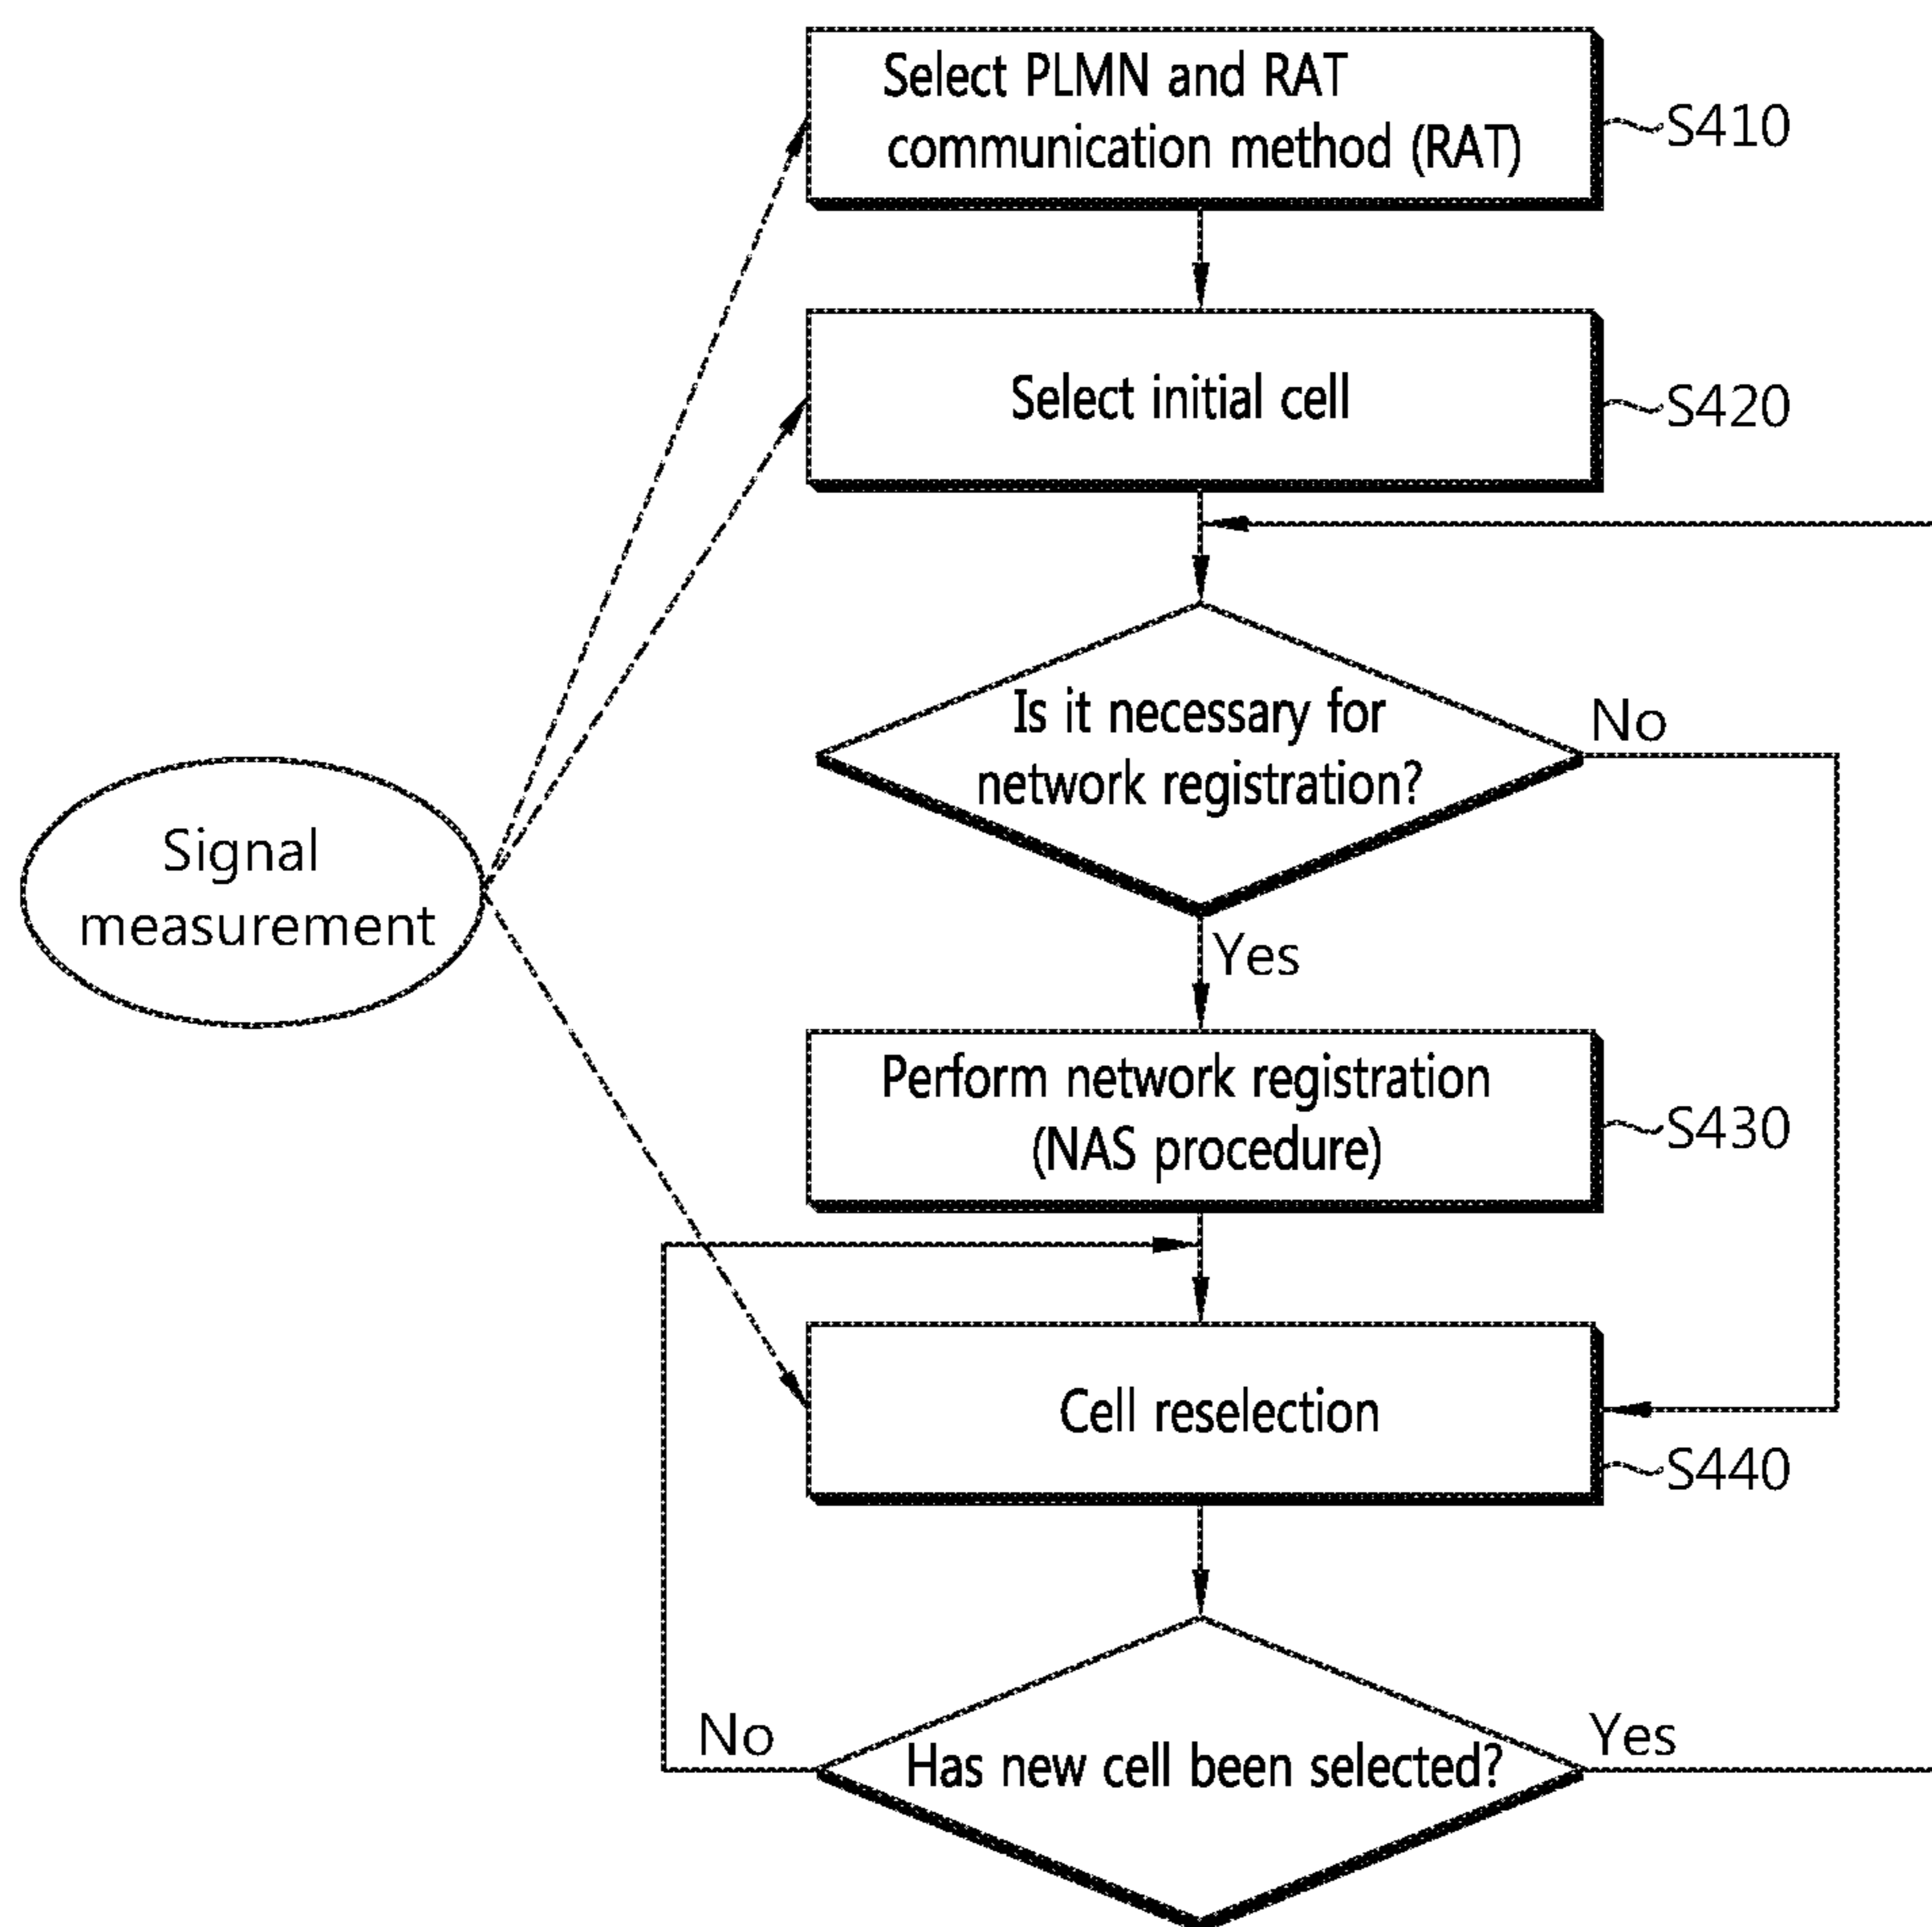 Select PLMN and RAT
communication method (RAT)
S410
Select initial cell
S420
Is it necessary for
network registration?
No
Signal
measurement
Yes
Perform network registration
(NAS procedure)
S430
Cell reselection
S440
No
Has new cell been selected?
Yes